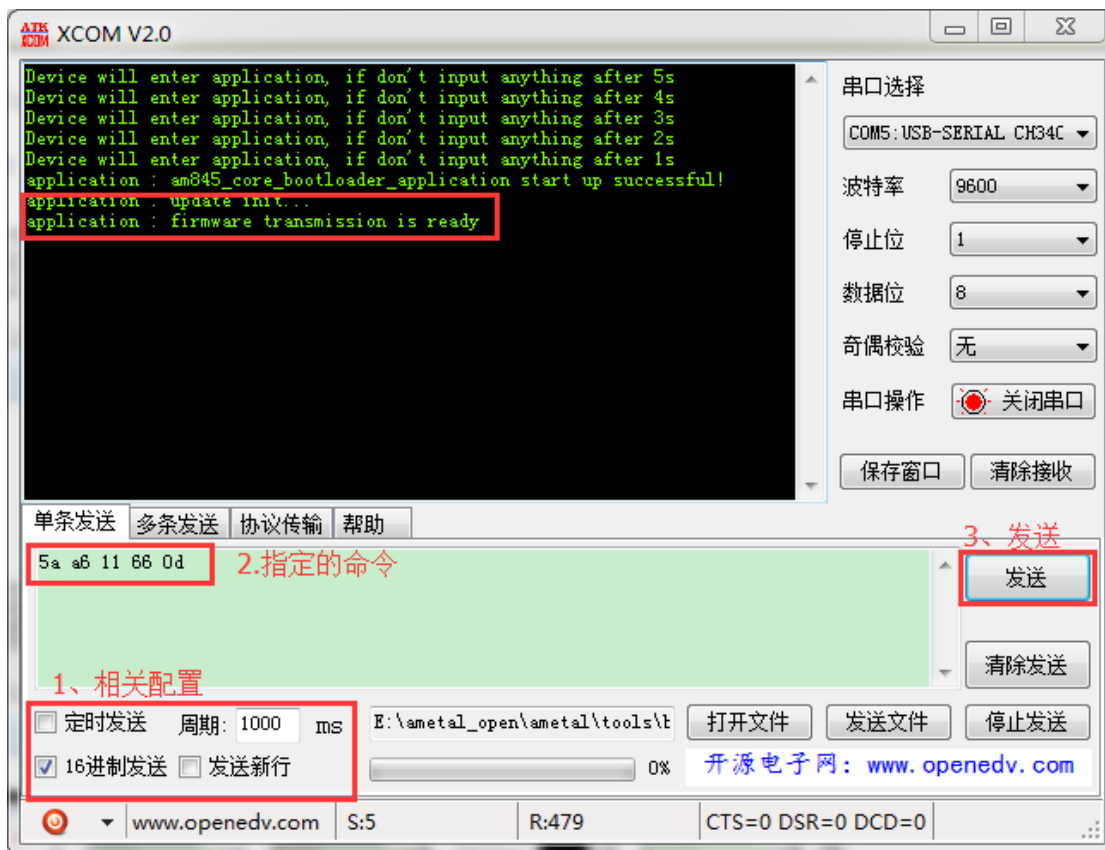 ATK XCOM XCOM V2.0
Device will enter application, if don't input anything after 5s
Device will enter application, if don't input anything after 4s
Device will enter application, if don't input anything after 3s
Device will enter application, if don't input anything after 2s
Device will enter application, if don't input anything after 1s
application : am845_core_bootloader_application start up successful!
application : update init...
application : firmware transmission is ready
串口选择
COM5:USB-SERIAL CH34
波特率 9600
停止位 1
数据位 8
奇偶校验 无
串口操作 关闭串口
保存窗口 清除接收
单条发送 多条发送 协议传输 帮助
3、发送
5a a6 11 66 0d 2.指定的命令
发送
清除发送
1、相关配置
定时发送 周期: 1000 ms E:\ametal_open\ametal\tools\ 打开文件 发送文件 停止发送
16进制发送 发送新行 0% 开源电子网: www.openedv.com
www.openedv.com S:5 R:479 CTS=0 DSR=0 DCD=0